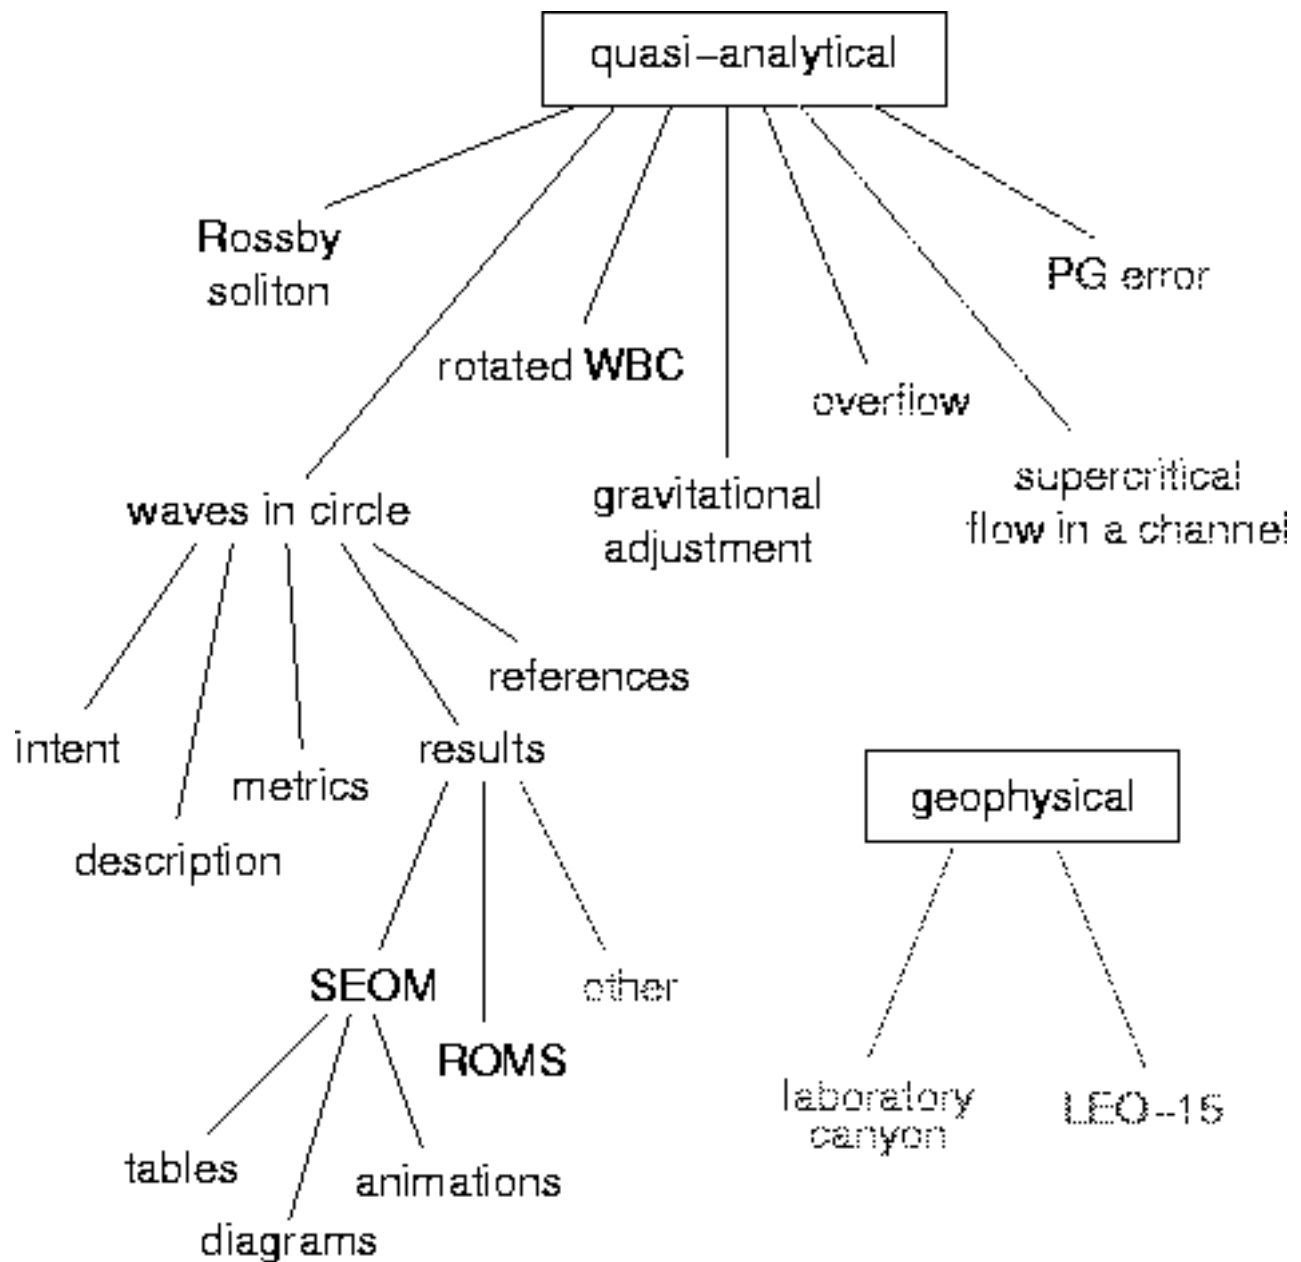 quasi-analytical
Rossby
soliton
PG error
rotated WBC
overflow
waves in circle
gravitational
adjustment
supercritical
flow in a channel
references
intent
results
metrics
geophysical
description
SEOM
other
ROMS
laboratory
canyon
LEO-15
tables
animations
diagrams